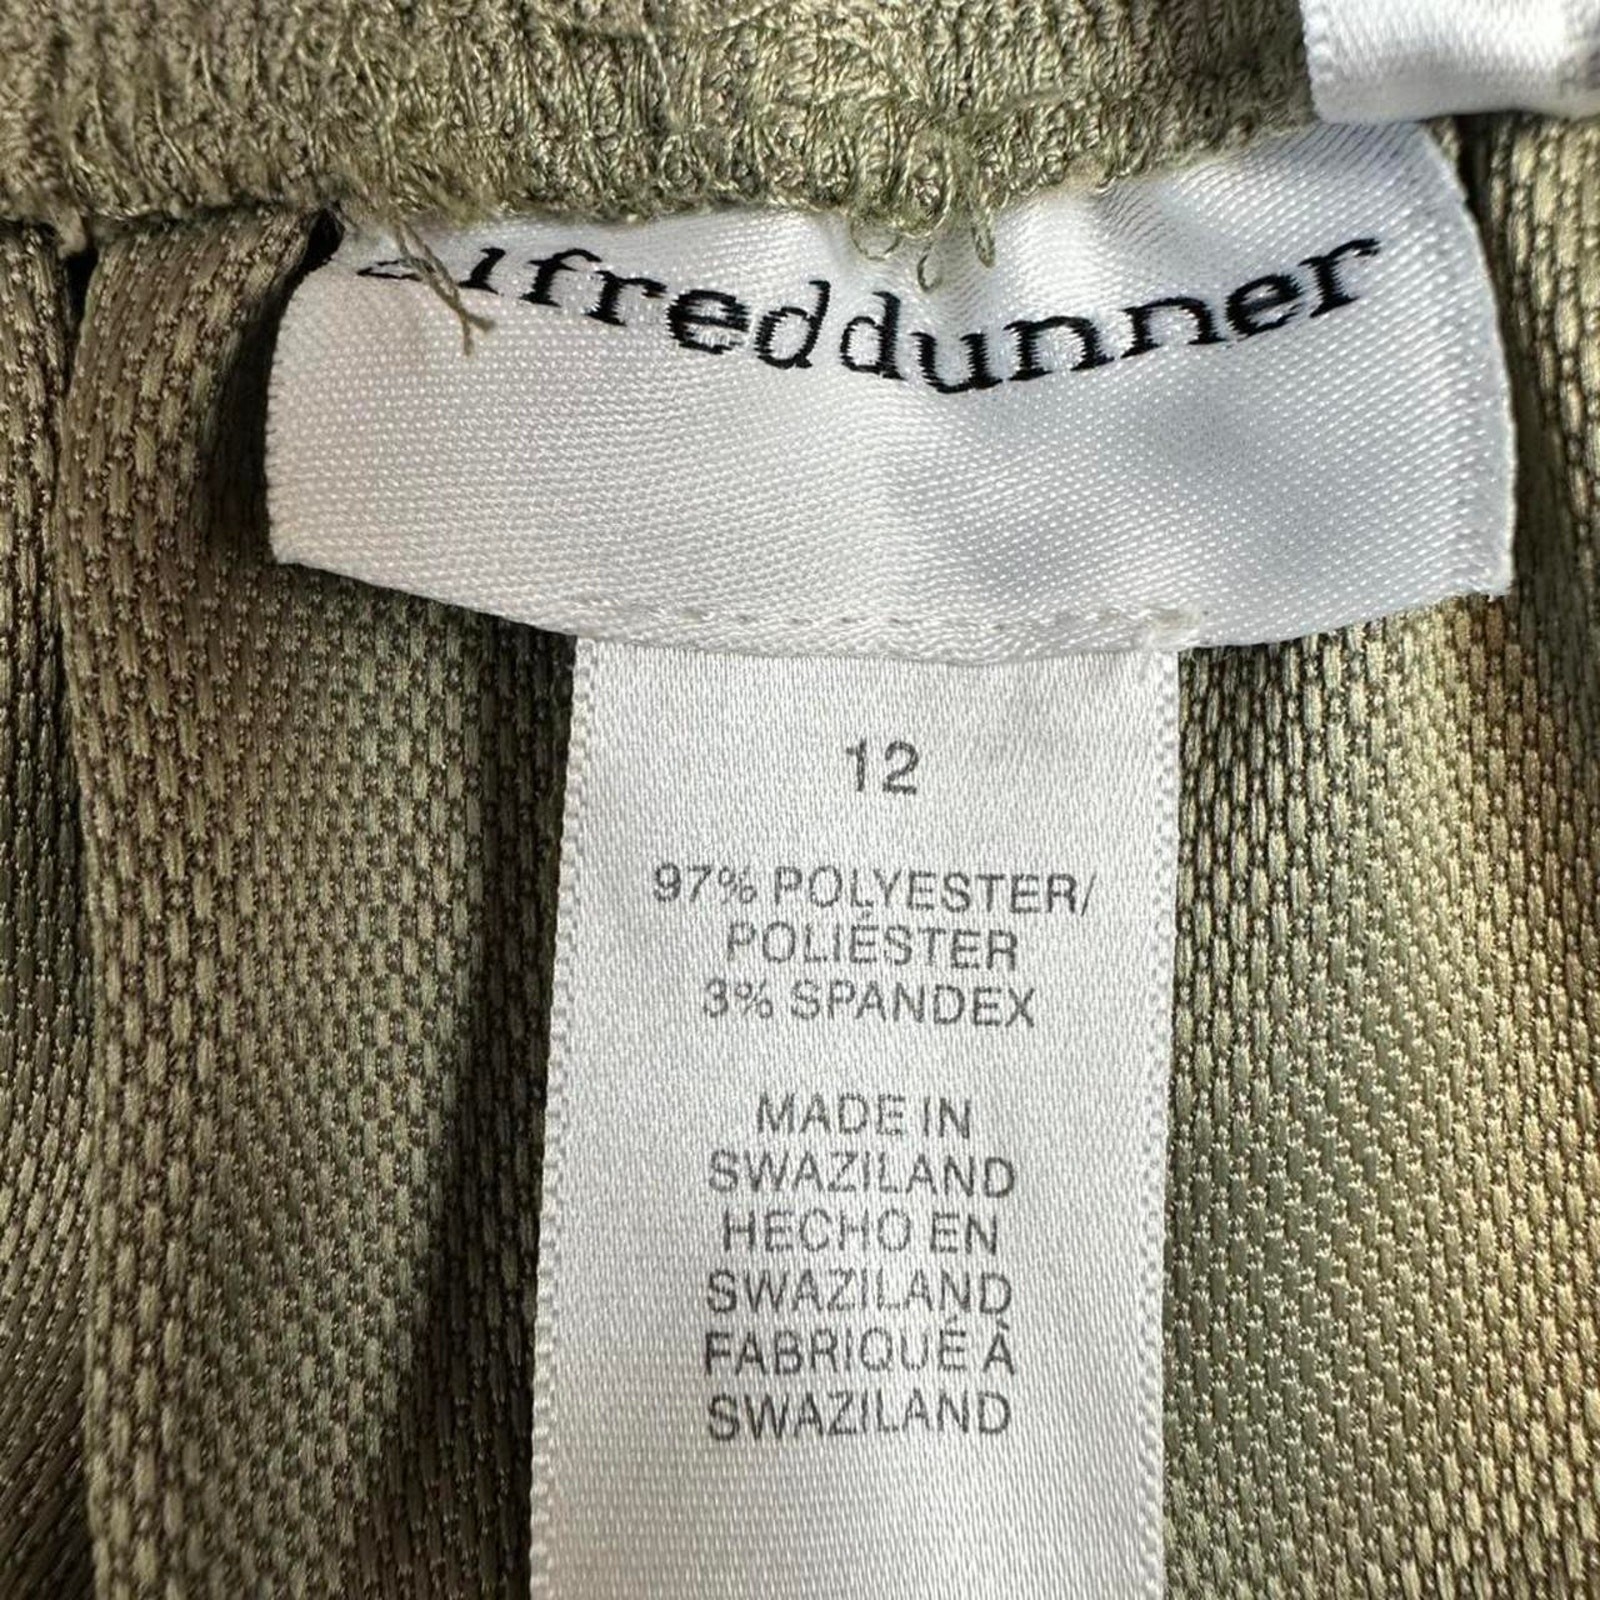 alfreddunner
12
97% POLYESTER/
POLIÉSTER
3% SPANDEX
MADE IN
SWAZILAND
HECHO EN
SWAZILAND
FABRIQUÉ À
SWAZILAND